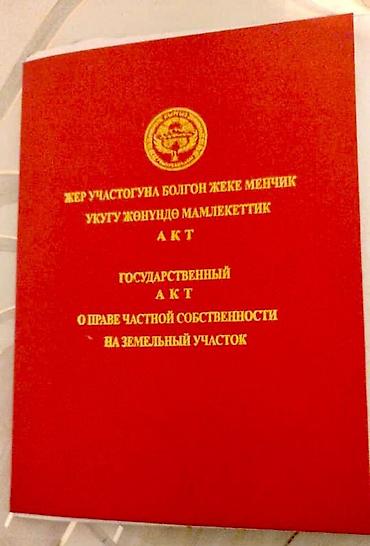 ЖЕР УЧАСТОГУНА БОЛГОН ЖЕКЕ МЕНЧИК
УКУГУ ЖӨНҮНДӨ МАМЛЕКЕТТИК
АКТ
ГОСУДАРСТВЕННЫЙ
АКТ
О ПРАВЕ ЧАСТНОЙ СОБСТВЕННОСТИ
НА ЗЕМЕЛЬНЫЙ УЧАСТОК